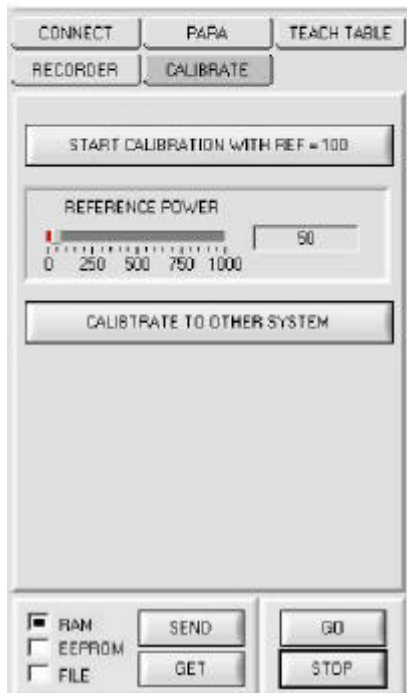 CONNECT PARA TEACH TABLE
RECORDER CALIBRATE
START CALIBRATION WITH REF = 100
REFERENCE POWER
50
0 250 500 750 1000
CALIBTRATE TO OTHER SYSTEM
RAM
EEPROM
FILE
SEND
GET
GO
STOP